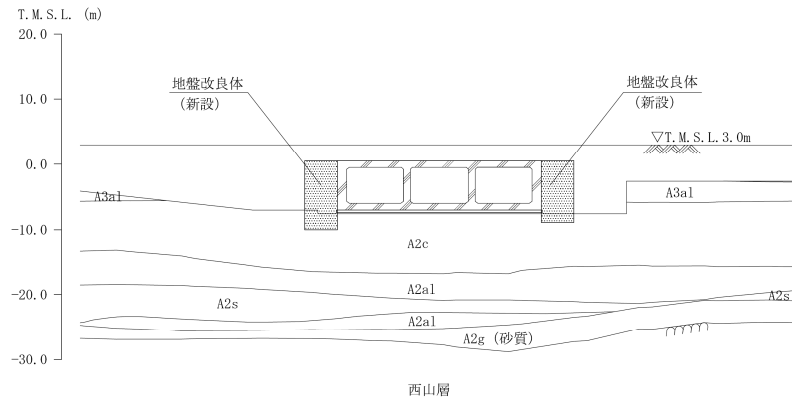 T.M.S.L. (m)
20.0
地盤改良体
(新設)
地盤改良体
(新設)
10.0
▽T.M.S.L.3.0m
0.0
A3al
A3al
-10.0
A2c
A2al
-20.0
A2s
A2s
A2al
A2g (砂質)
-30.0
西山層